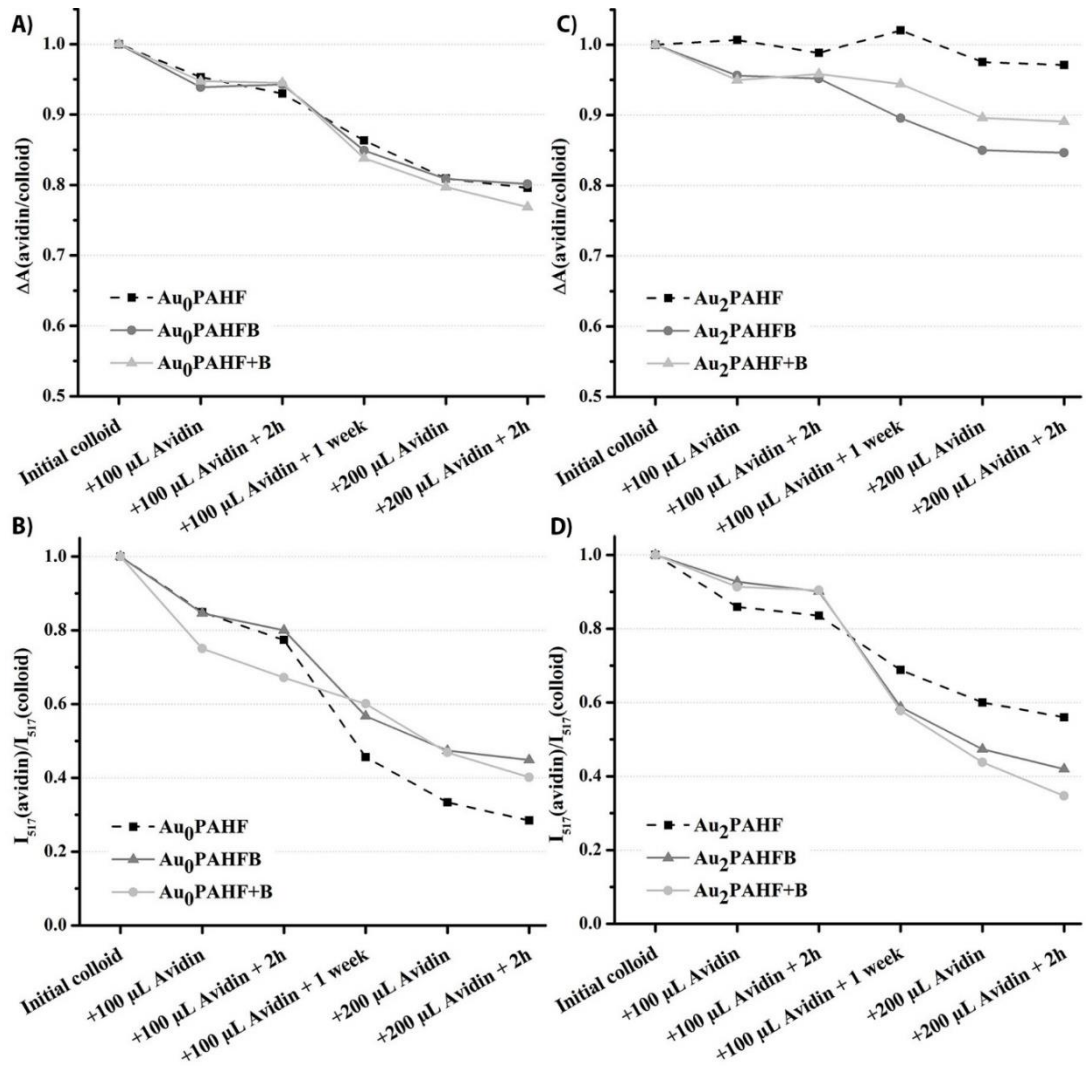 A)
ΔA(avidin/colloid)
1.0
0.9
0.8
0.7
0.6
0.5
Au₀PAHF
Au₀PAHFB
Au₀PAHF+B
Initial colloid
+100 µL Avidin
+100 µL Avidin + 2h
+100 µL Avidin + 1 week
+200 µL Avidin
+200 µL Avidin + 2h
C)
ΔA(avidin/colloid)
1.0
0.9
0.8
0.7
0.6
0.5
Au₂PAHF
Au₂PAHFB
Au₂PAHF+B
Initial colloid
+100 µL Avidin
+100 µL Avidin + 2h
+100 µL Avidin + 1 week
+200 µL Avidin
+200 µL Avidin + 2h
B)
I₅₁₇(avidin)/I₅₁₇(colloid)
1.0
0.8
0.6
0.4
0.2
0.0
Au₀PAHF
Au₀PAHFB
Au₀PAHF+B
Initial colloid
+100 µL Avidin
+100 µL Avidin + 2h
+100 µL Avidin + 1 week
+200 µL Avidin
+200 µL Avidin + 2h
D)
I₅₁₇(avidin)/I₅₁₇(colloid)
1.0
0.8
0.6
0.4
0.2
0.0
Au₂PAHF
Au₂PAHFB
Au₂PAHF+B
Initial colloid
+100 µL Avidin
+100 µL Avidin + 2h
+100 µL Avidin + 1 week
+200 µL Avidin
+200 µL Avidin + 2h